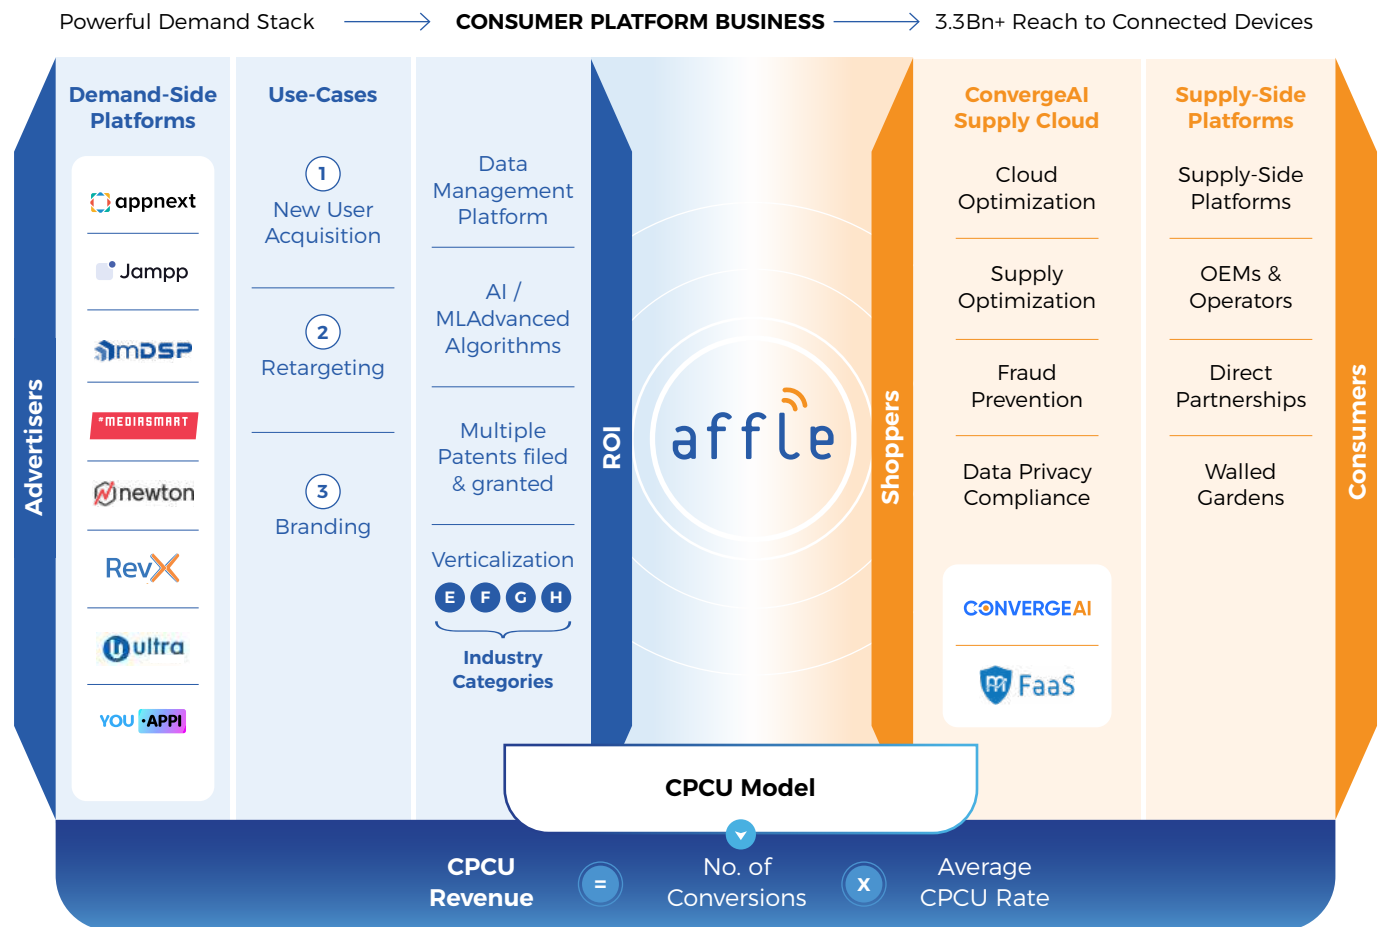 Powerful Demand Stack
CONSUMER PLATFORM BUSINESS
3.3Bn+ Reach to Connected Devices
Advertisers
Demand-Side
Platforms
appnext
Jampp
mDSP
MEDIASMART
newton
RevX
ultra
YOU•APPI
Use-Cases
1
New User
Acquisition
2
Retargeting
3
Branding
Data
Management
Platform
AI /
MLAdvanced
Algorithms
Multiple
Patents filed
& granted
Verticalization
E F G H
Industry
Categories
ROI
affle
Shoppers
ConvergeAI
Supply Cloud
Cloud
Optimization
Supply
Optimization
Fraud
Prevention
Data Privacy
Compliance
CONVERGEAI
FaaS
Supply-Side
Platforms
Supply-Side
Platforms
OEMs &
Operators
Direct
Partnerships
Walled
Gardens
Consumers
CPCU Model
CPCU
Revenue
=
No. of
Conversions
x
Average
CPCU Rate